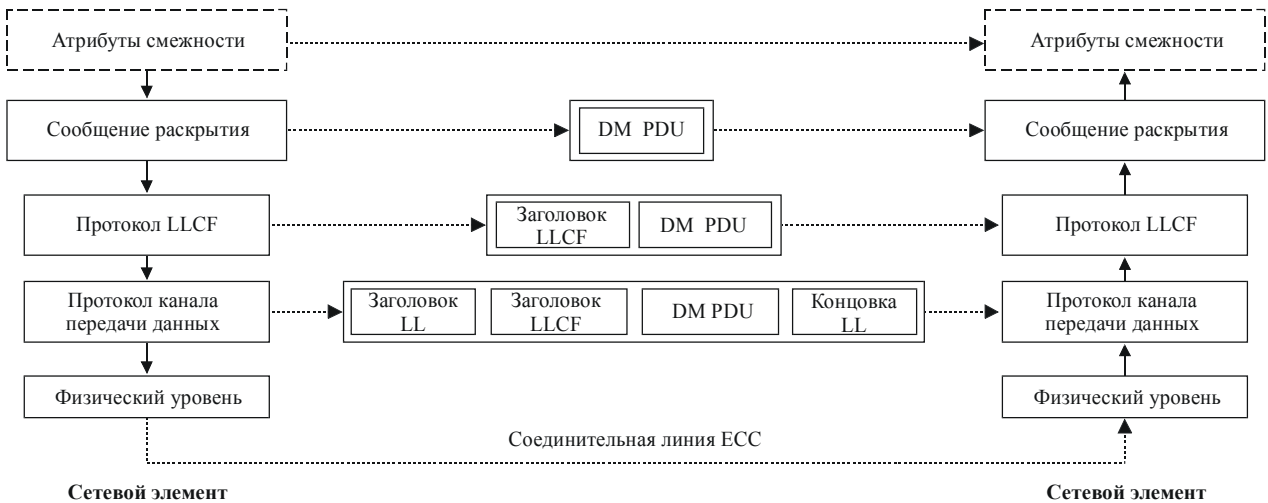 Атрибуты смежности
Атрибуты смежности
Сообщение раскрытия
DM PDU
Сообщение раскрытия
Протокол LLCF
Заголовок
LLCF
DM PDU
Протокол LLCF
Протокол канала
передачи данных
Заголовок
LL
Заголовок
LLCF
DM PDU
Концовка
LL
Протокол канала
передачи данных
Физический уровень
Физический уровень
Соединительная линия ECC
Сетевой элемент
Сетевой элемент